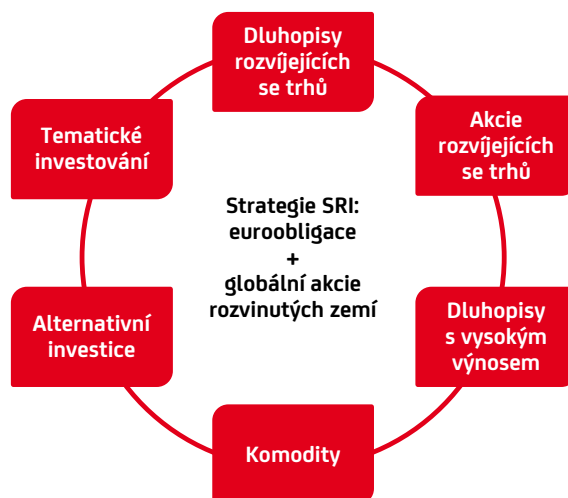 Dluhopisy
rozvíjejících
se trhů
Tematické
investování
Akcie
rozvíjejících
se trhů
Strategie SRI:
euroobligace
+
globální akcie
rozvinutých zemí
Alternativní
investice
Dluhopisy
s vysokým
výnosem
Komodity